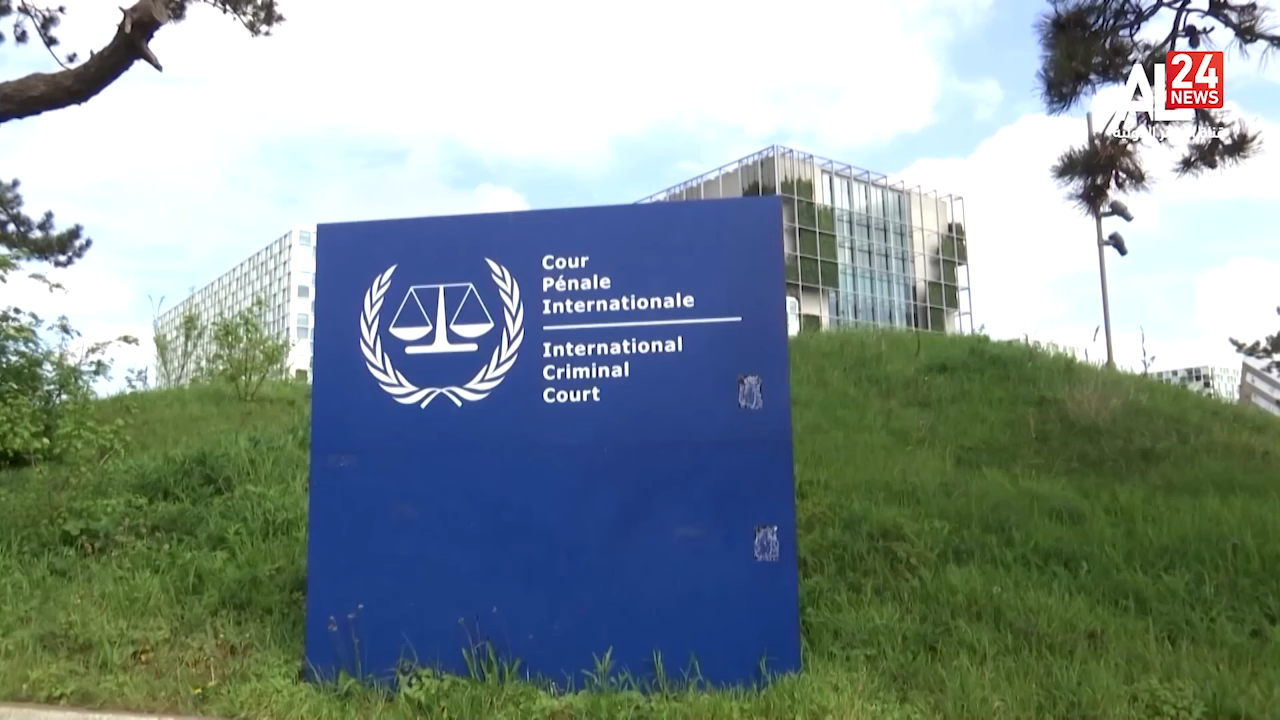 AL
24
NEWS
Cour
Pénale
Internationale
International
Criminal
Court